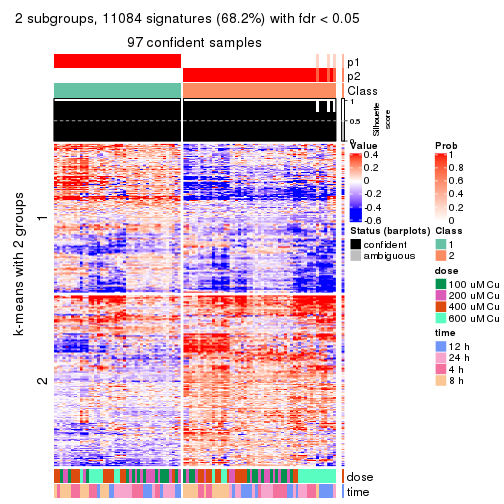 2 subgroups, 11084 signatures (68.2%) with fdr < 0.05
97 confident samples
p1
p2
Class
1
0.5
0
Silhouette
score
k-means with 2 groups
1
2
dose
time
Value
0.4
0.2
0
-0.2
-0.4
-0.6
Prob
1
0.8
0.6
0.4
0.2
0
Status (barplots)
confident
ambiguous
Class
1
2
dose
100 uM Cu
200 uM Cu
400 uM Cu
600 uM Cu
time
12 h
24 h
4 h
8 h